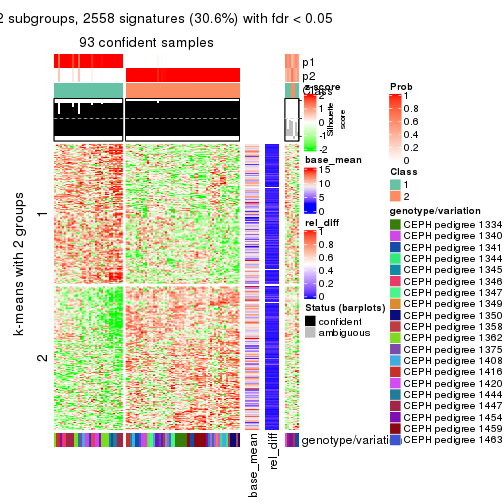 2 subgroups, 2558 signatures (30.6%) with fdr < 0.05
93 confident samples
p1
p2
Class
Silhouette
score
k-means with 2 groups
1
2
genotype/variation
base_mean
rel_diff
z-score
2
1
0
-1
-2
base_mean
15
10
5
0
rel_diff
1
0.8
0.6
0.4
0.2
0
Status (barplots)
confident
ambiguous
Prob
1
0.8
0.6
0.4
0.2
0
Class
1
2
genotype/variation
CEPH pedigree 1334
CEPH pedigree 1340
CEPH pedigree 1341
CEPH pedigree 1344
CEPH pedigree 1345
CEPH pedigree 1346
CEPH pedigree 1347
CEPH pedigree 1349
CEPH pedigree 1350
CEPH pedigree 1358
CEPH pedigree 1362
CEPH pedigree 1375
CEPH pedigree 1408
CEPH pedigree 1416
CEPH pedigree 1420
CEPH pedigree 1444
CEPH pedigree 1447
CEPH pedigree 1454
CEPH pedigree 1459
CEPH pedigree 1463